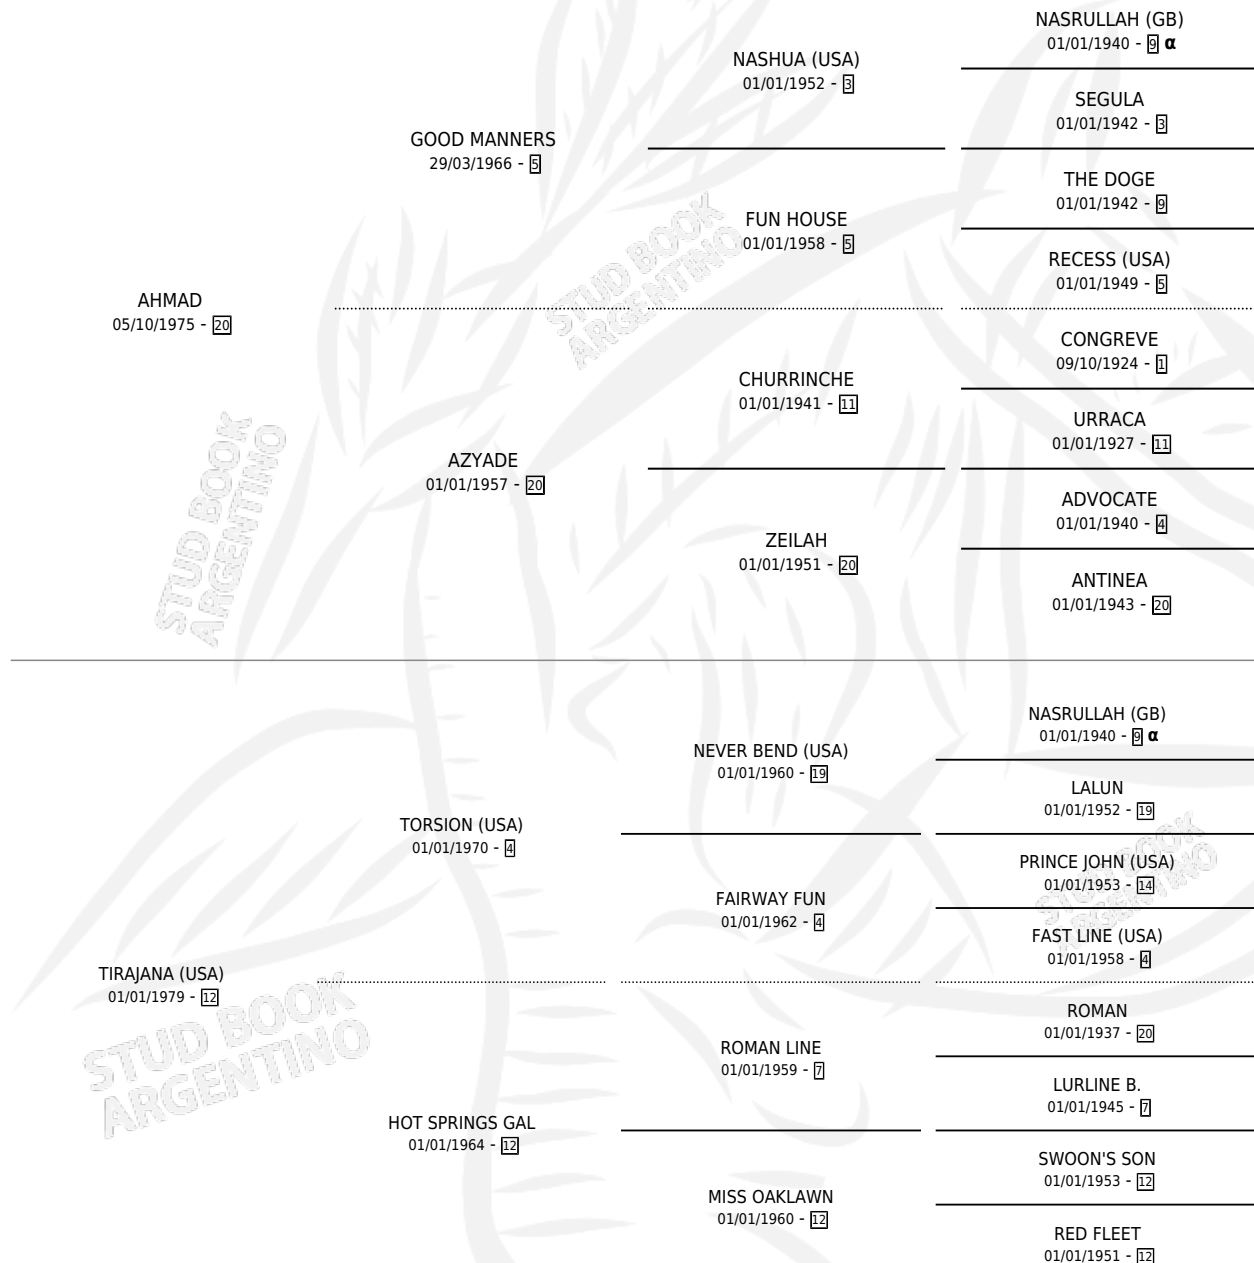 NASRULLAH (GB)
01/01/1940 - 9 α
NASHUA (USA)
01/01/1952 - 3
SEGULA
01/01/1942 - 3
GOOD MANNERS
29/03/1966 - 5
THE DOGE
01/01/1942 - 9
FUN HOUSE
01/01/1958 - 5
RECESS (USA)
01/01/1949 - 5
STUD BOOK
ARGENTINO
AHMAD
05/10/1975 - 20
CONGREVE
09/10/1924 - 1
CHURRINCHE
01/01/1941 - 11
URRACA
01/01/1927 - 11
AZYADE
01/01/1957 - 20
ADVOCATE
01/01/1940 - 4
ZEILAH
01/01/1951 - 20
ANTINEA
01/01/1943 - 20
STUD BOOK
ARGENTINO
NASRULLAH (GB)
01/01/1940 - 9 α
NEVER BEND (USA)
01/01/1960 - 19
LALUN
01/01/1952 - 19
TORSION (USA)
01/01/1970 - 4
PRINCE JOHN (USA)
01/01/1953 - 14
FAIRWAY FUN
01/01/1962 - 4
FAST LINE (USA)
01/01/1958 - 4
STUD BOOK
ARGENTINO
TIRAJANA (USA)
01/01/1979 - 12
ROMAN
01/01/1937 - 20
ROMAN LINE
01/01/1959 - 7
LURLINE B.
01/01/1945 - 7
HOT SPRINGS GAL
01/01/1964 - 12
SWOON'S SON
01/01/1953 - 12
MISS OAKLAWN
01/01/1960 - 12
RED FLEET
01/01/1951 - 12
STUD BOOK
ARGENTINO